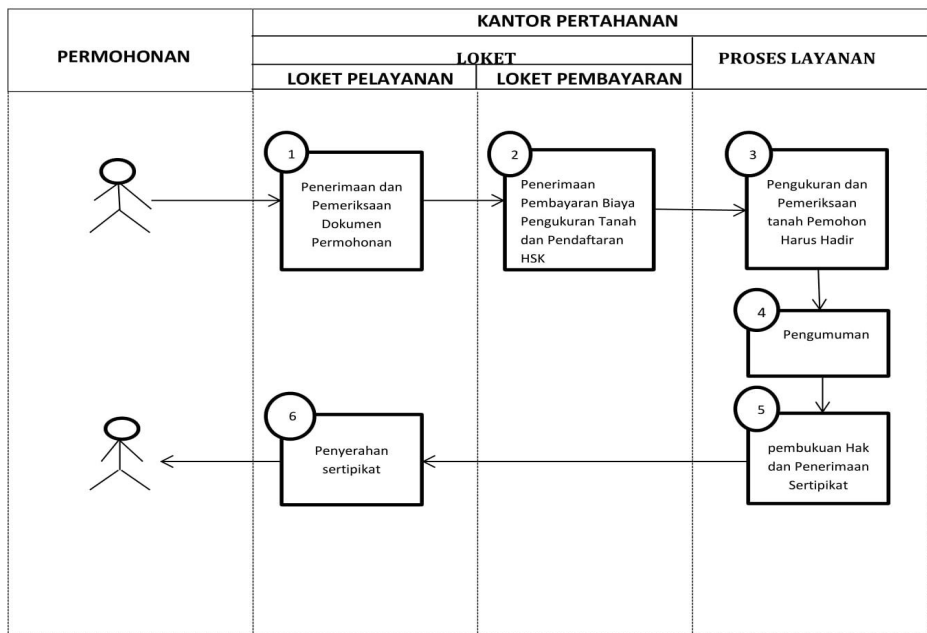 PERMOHONAN
KANTOR PERTAHANAN
LOKET
LOKET PELAYANAN
LOKET PEMBAYARAN
PROSES LAYANAN
1
Penerimaan dan
Pemeriksaan
Dokumen
Permohonan
2
Penerimaan
Pembayaran Biaya
Pengukuran Tanah
dan Pendaftaran
HSK
3
Pengukuran dan
Pemeriksaan
tanah Pemohon
Harus Hadir
4
Pengumuman
5
pembukuan Hak
dan Penerimaan
Sertipikat
6
Penyerahan
sertipikat